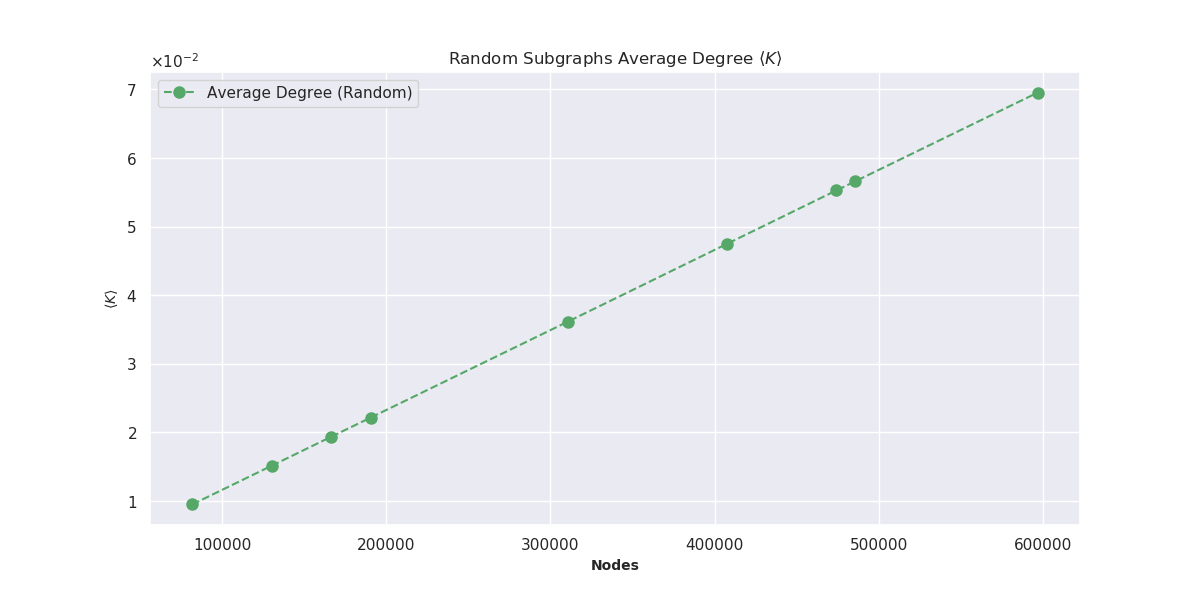 Random Subgraphs Average Degree ⟨K⟩
×10⁻²
Average Degree (Random)
7
6
5
4
3
2
1
⟨K⟩
100000 200000 300000 400000 500000 600000
Nodes